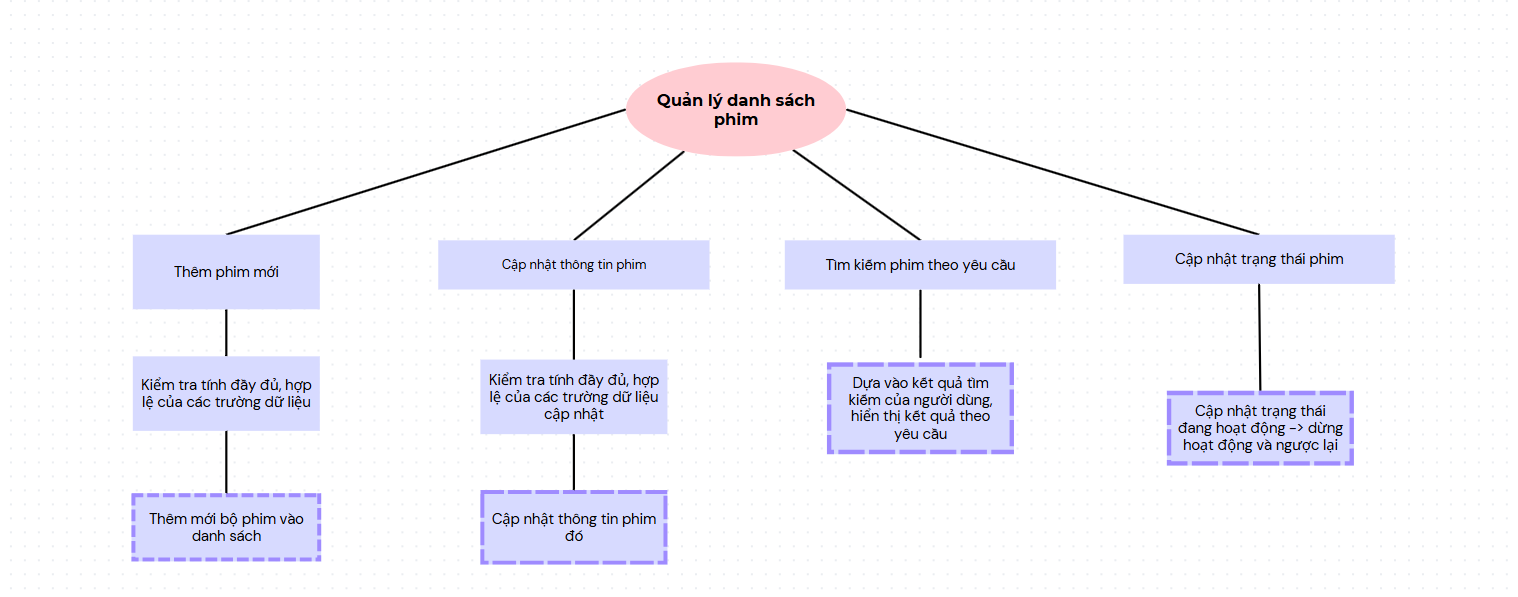 Quản lý danh sách
phim
Thêm phim mới
Cập nhật thông tin phim
Tìm kiếm phim theo yêu cầu
Cập nhật trạng thái phim
Kiểm tra tính đầy đủ, hợp
lệ của các trường dữ liệu
Kiểm tra tính đầy đủ, hợp
lệ của các trường dữ liệu
cập nhật
Dựa vào kết quả tìm
kiếm của người dùng,
hiển thị kết quả theo
yêu cầu
Cập nhật trạng thái
đang hoạt động -> dừng
hoạt động và ngược lại
Thêm mới bộ phim vào
danh sách
Cập nhật thông tin phim
đó